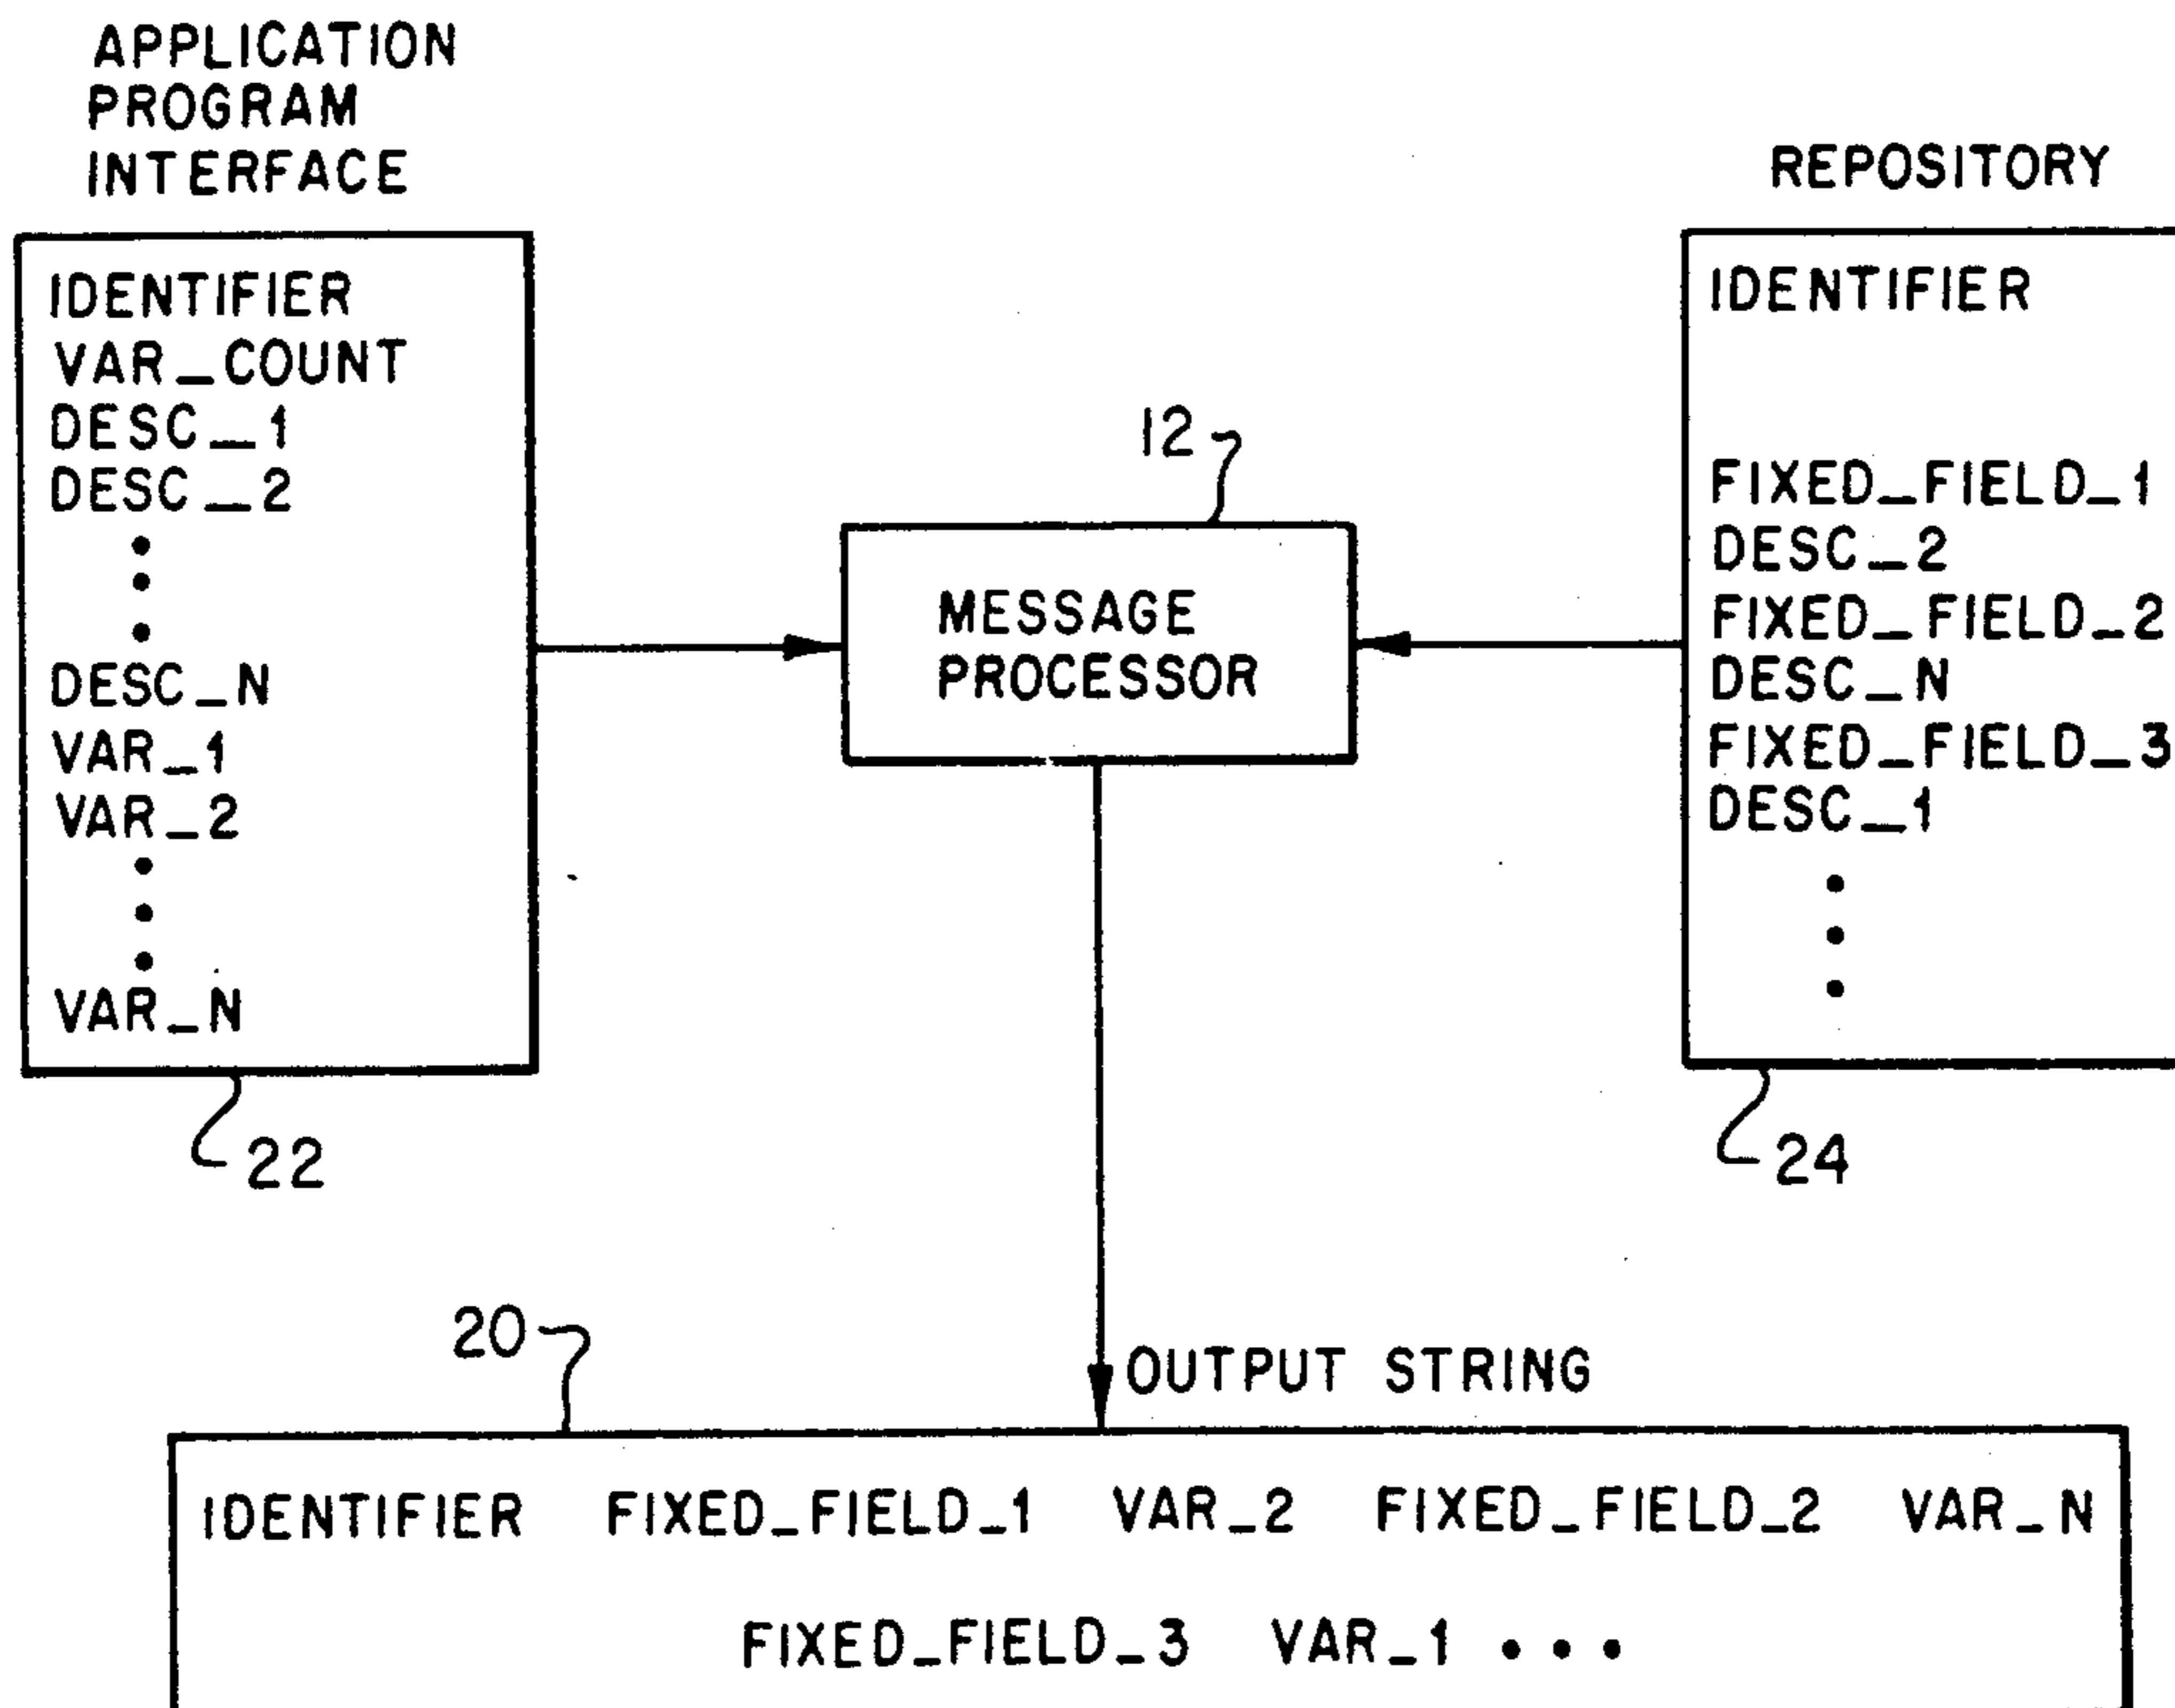 APPLICATION
PROGRAM
INTERFACE
IDENTIFIER
VAR_COUNT
DESC_1
DESC_2
DESC_N
VAR_1
VAR_2
VAR_N
22
12
MESSAGE
PROCESSOR
REPOSITORY
IDENTIFIER
FIXED_FIELD_1
DESC_2
FIXED_FIELD_2
DESC_N
FIXED_FIELD_3
DESC_1
24
20
OUTPUT STRING
IDENTIFIER FIXED_FIELD_1 VAR_2 FIXED_FIELD_2 VAR_N
FIXED_FIELD_3 VAR_1 • • •